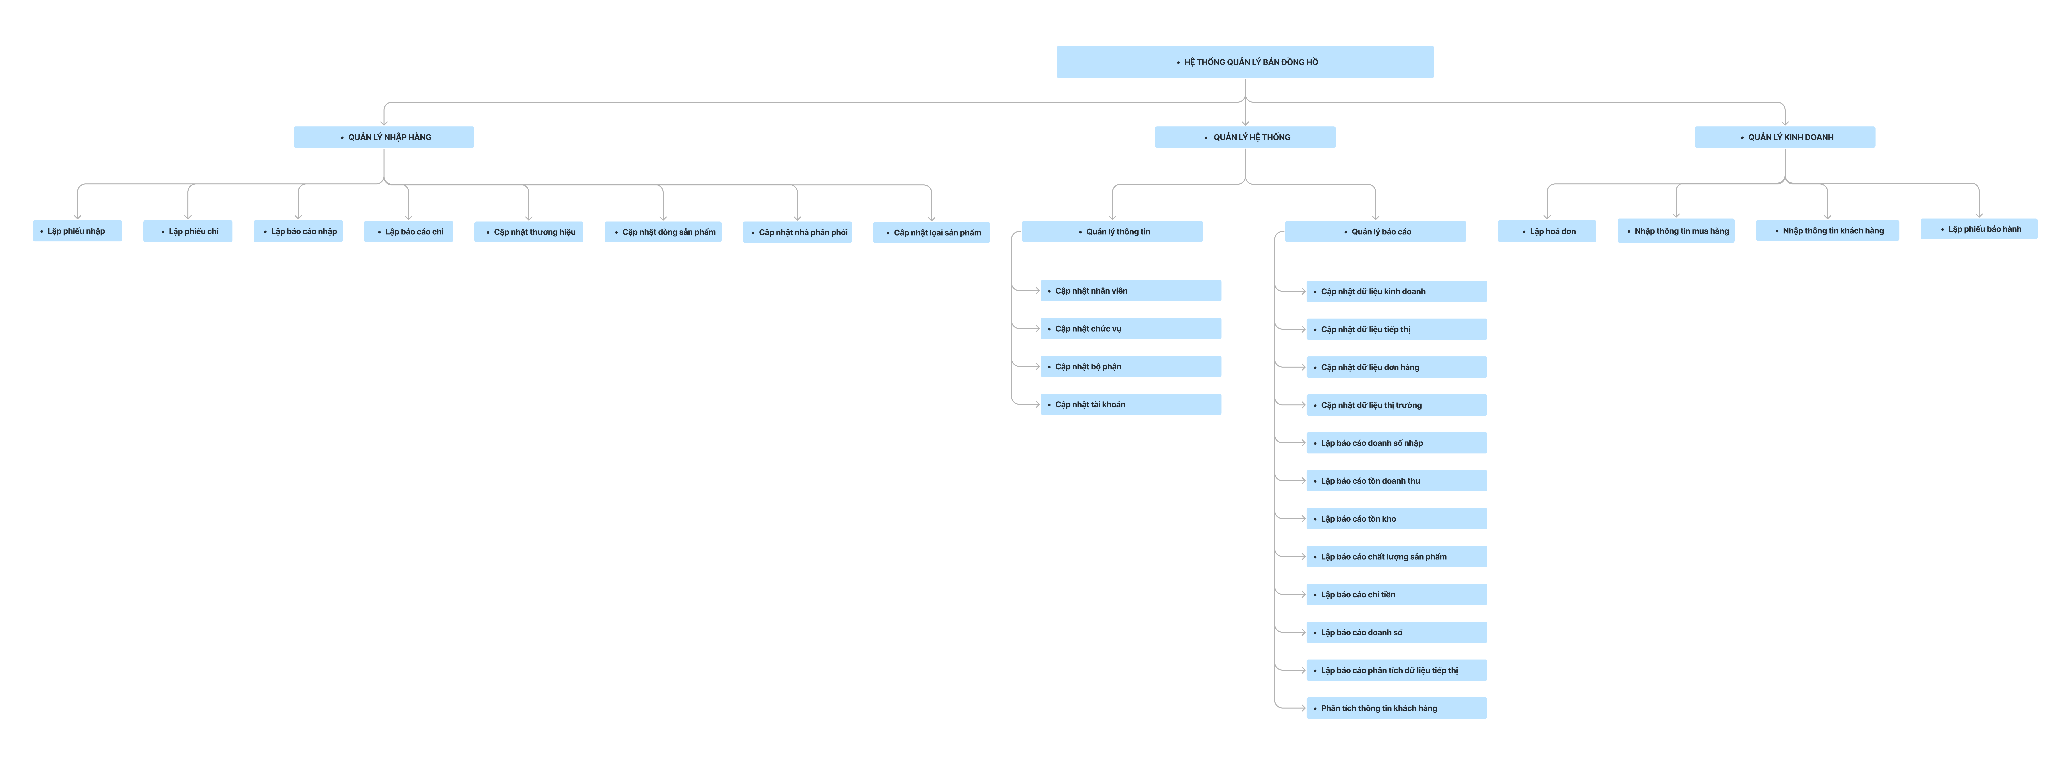 • HỆ THỐNG QUẢN LÝ BÁN ĐỒNG HỒ
• QUẢN LÝ NHẬP HÀNG
• QUẢN LÝ HỆ THỐNG
• QUẢN LÝ KINH DOANH
• Lập phiếu nhập
• Lập phiếu chi
• Lập báo cáo nhập
• Lập báo cáo chi
• Cập nhật thương hiệu
• Cập nhật dòng sản phẩm
• Cập nhật nhà phân phối
• Cập nhật loại sản phẩm
• Quản lý thông tin
• Quản lý báo cáo
• Lập hoá đơn
• Nhập thông tin mua hàng
• Nhập thông tin khách hàng
• Lập phiếu bảo hành
• Cập nhật nhân viên
• Cập nhật chức vụ
• Cập nhật bộ phận
• Cập nhật tài khoản
• Cập nhật dữ liệu kinh doanh
• Cập nhật dữ liệu tiếp thị
• Cập nhật dữ liệu đơn hàng
• Cập nhật dữ liệu thị trường
• Lập báo cáo doanh số nhập
• Lập báo cáo tồn doanh thu
• Lập báo cáo tồn kho
• Lập báo cáo chất lượng sản phẩm
• Lập báo cáo chi tiền
• Lập báo cáo doanh số
• Lập báo cáo phân tích dữ liệu tiếp thị
• Phân tích thông tin khách hàng